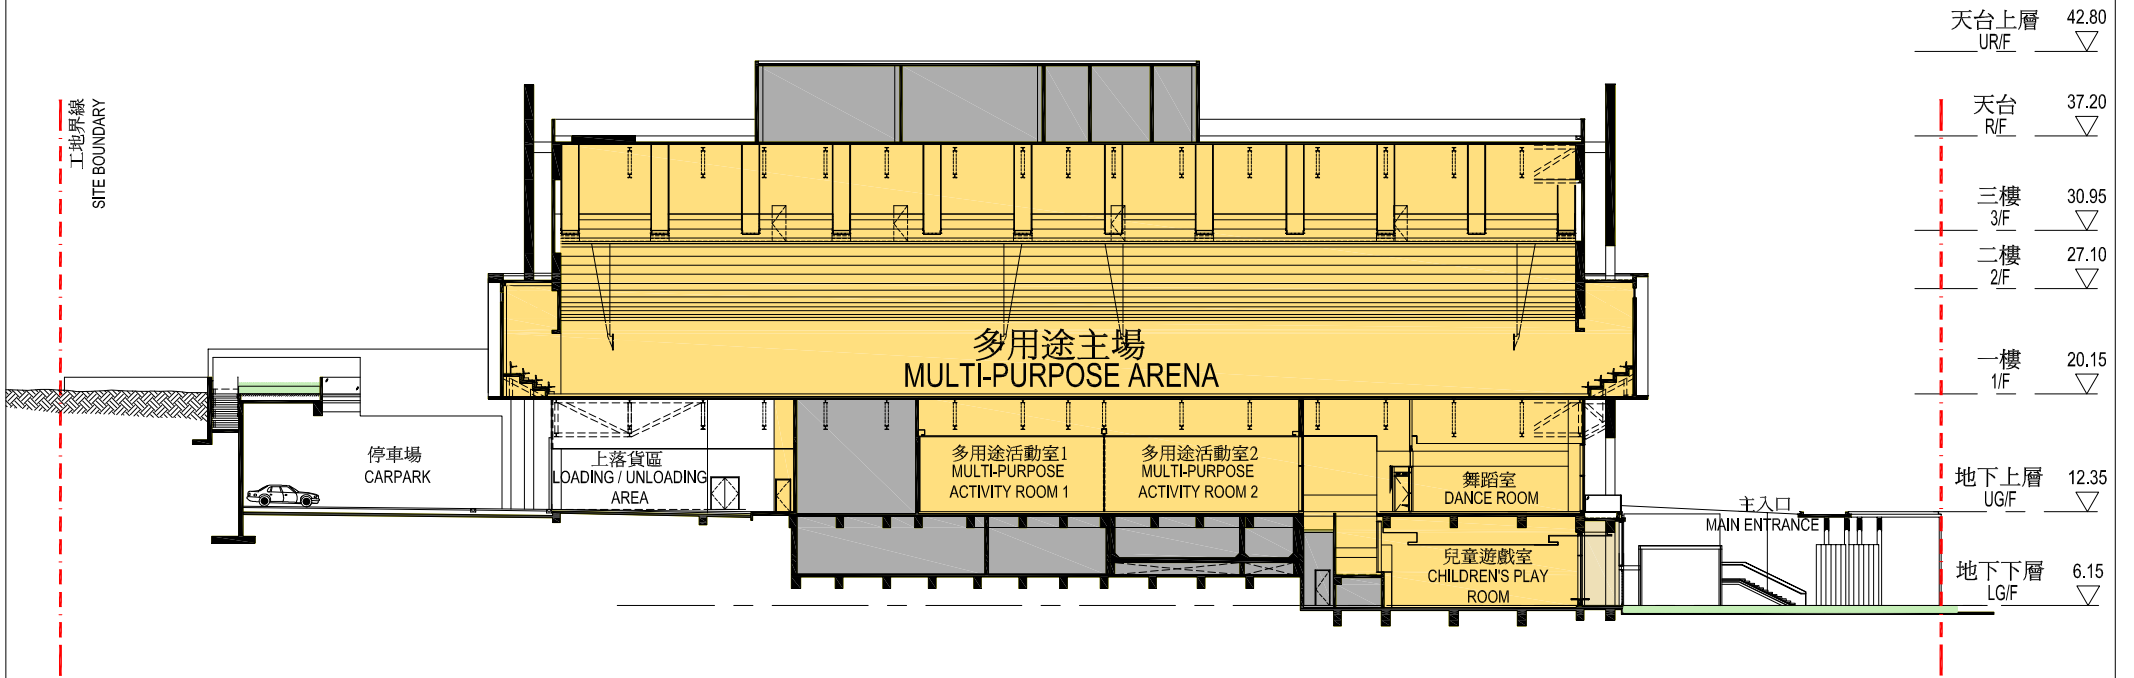 天台上層 42.80
UR/F
天台 37.20
R/F
三樓 30.95
3/F
二樓 27.10
2/F
一樓 20.15
1/F
地下上層 12.35
UG/F
地下下層 6.15
LG/F
工地界線
SITE BOUNDARY
多用途主場
MULTI-PURPOSE ARENA
停車場
CARPARK
上落貨區
LOADING / UNLOADING
AREA
多用途活動室1
MULTI-PURPOSE
ACTIVITY ROOM 1
多用途活動室2
MULTI-PURPOSE
ACTIVITY ROOM 2
舞蹈室
DANCE ROOM
主入口
MAIN ENTRANCE
兒童遊戲室
CHILDREN'S PLAY
ROOM